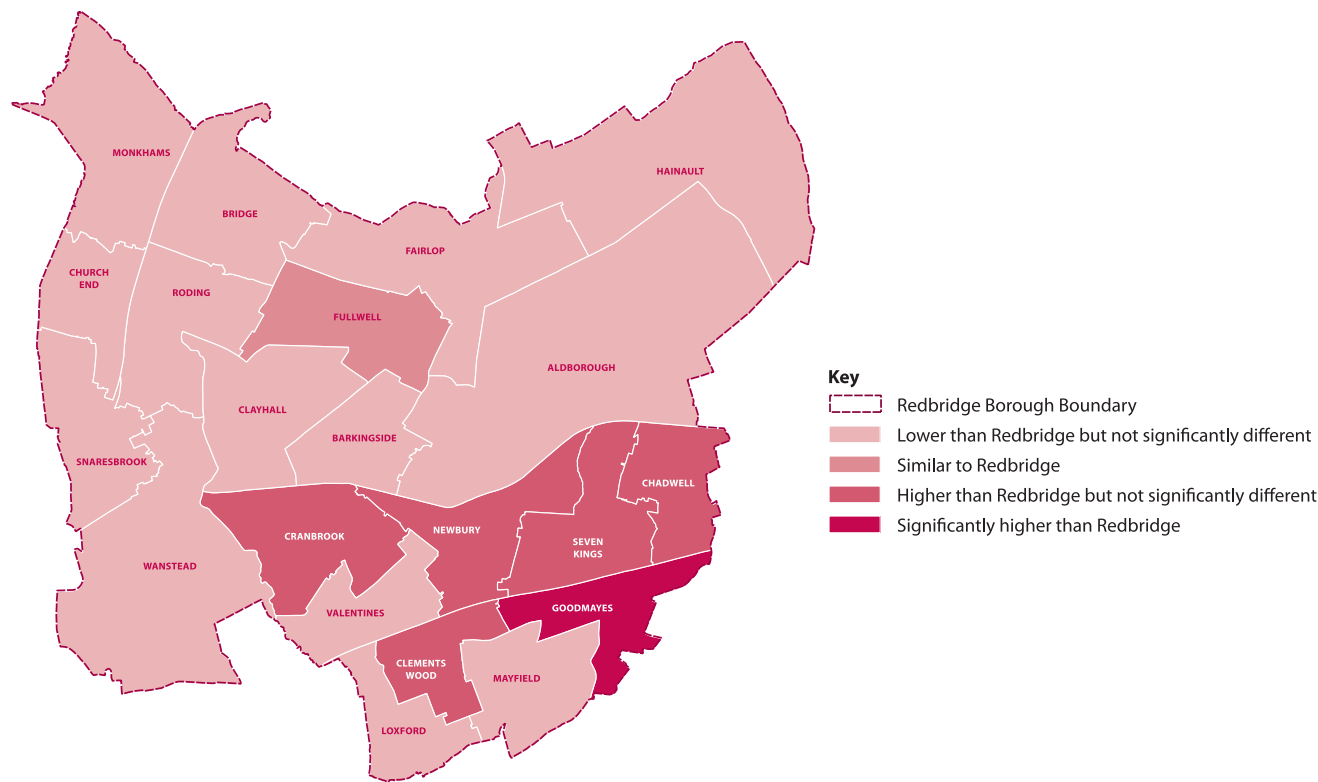 MONKHAMS
HAINAULT
BRIDGE
FAIRLOP
CHURCH
END
RODING
FULLWELL
ALDBOROUGH
CLAYHALL
BARKINGSIDE
SNARESBROOK
CHADWELL
NEWBURY
CRANBROOK
SEVEN
KINGS
WANSTEAD
VALENTINES
GOODMAYES
CLEMENTS
WOOD
MAYFIELD
LOXFORD
Key
Redbridge Borough Boundary
Lower than Redbridge but not significantly different
Similar to Redbridge
Higher than Redbridge but not significantly different
Significantly higher than Redbridge